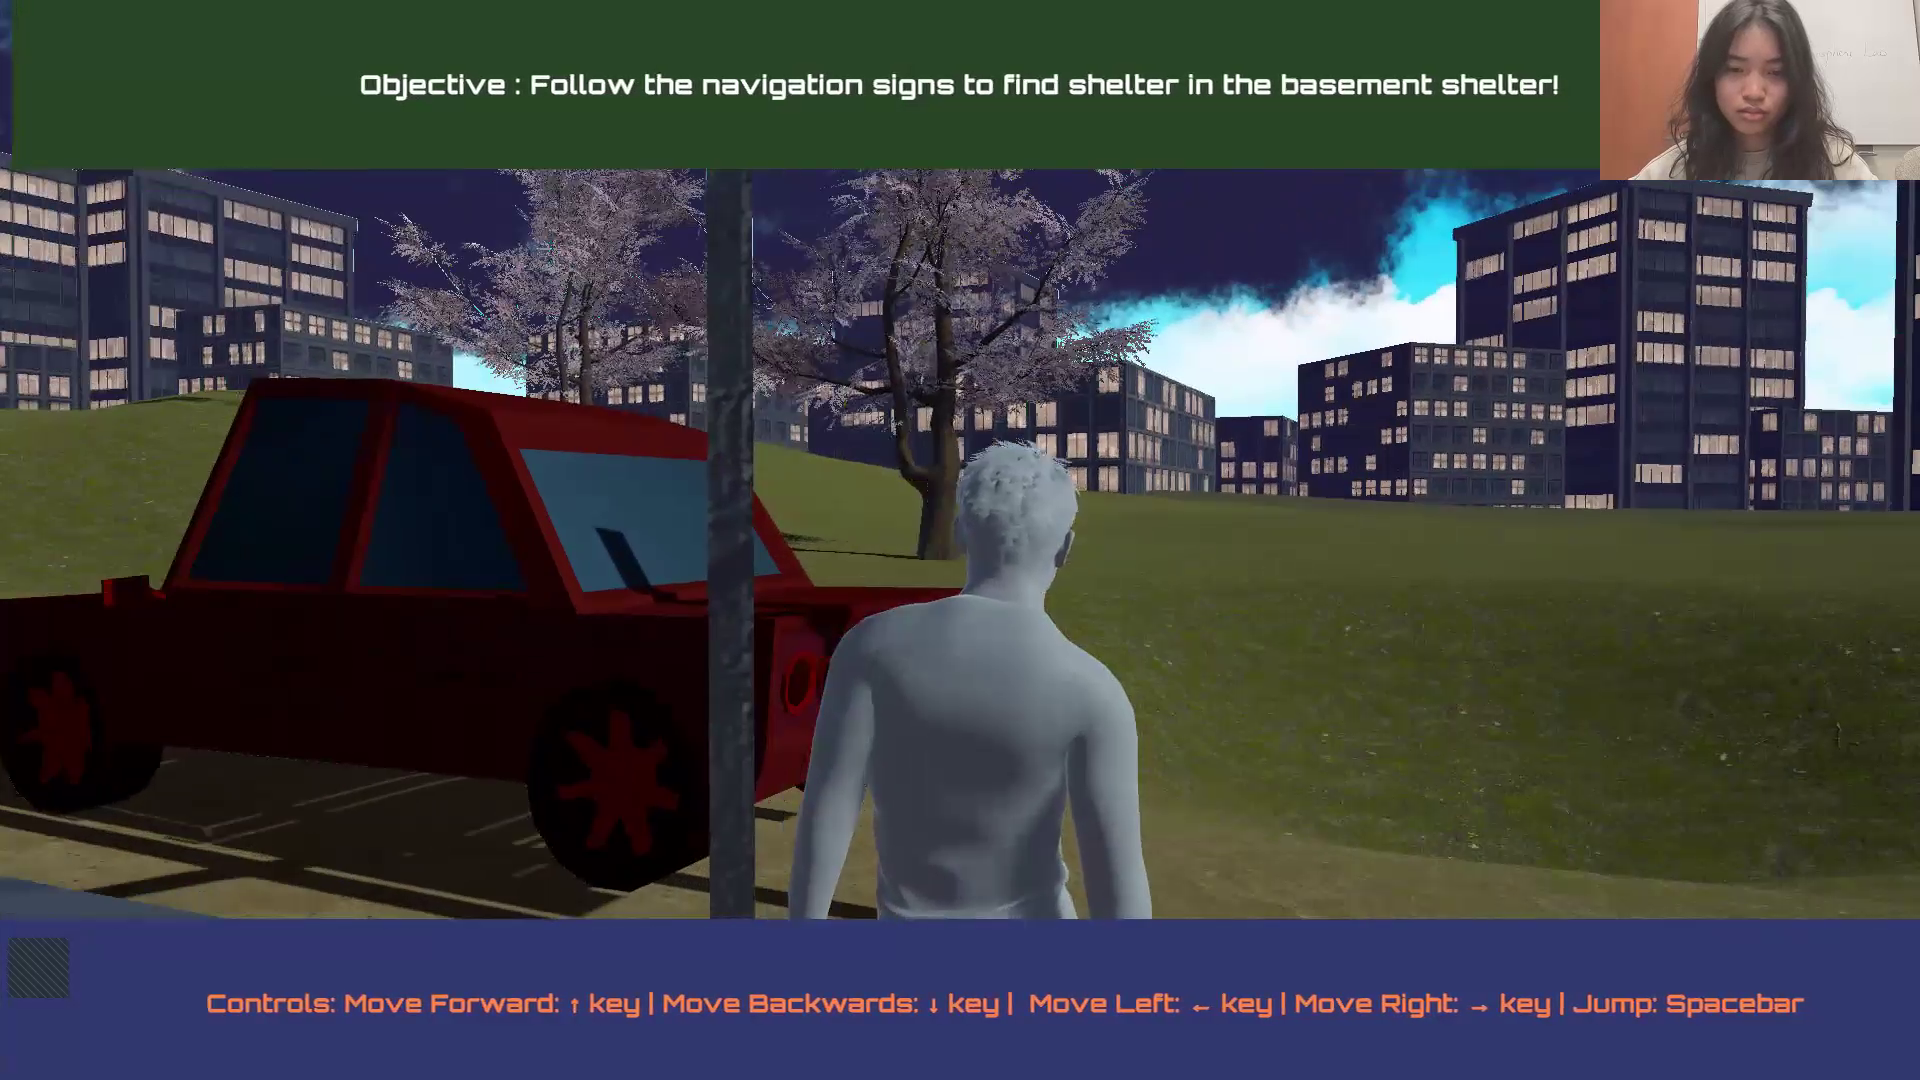 Objective : Follow the navigation signs to find shelter in the basement shelter!
Controls: Move Forward: ↑ key | Move Backwards: ↓ key | Move Left: ← key | Move Right: → key | Jump: Spacebar